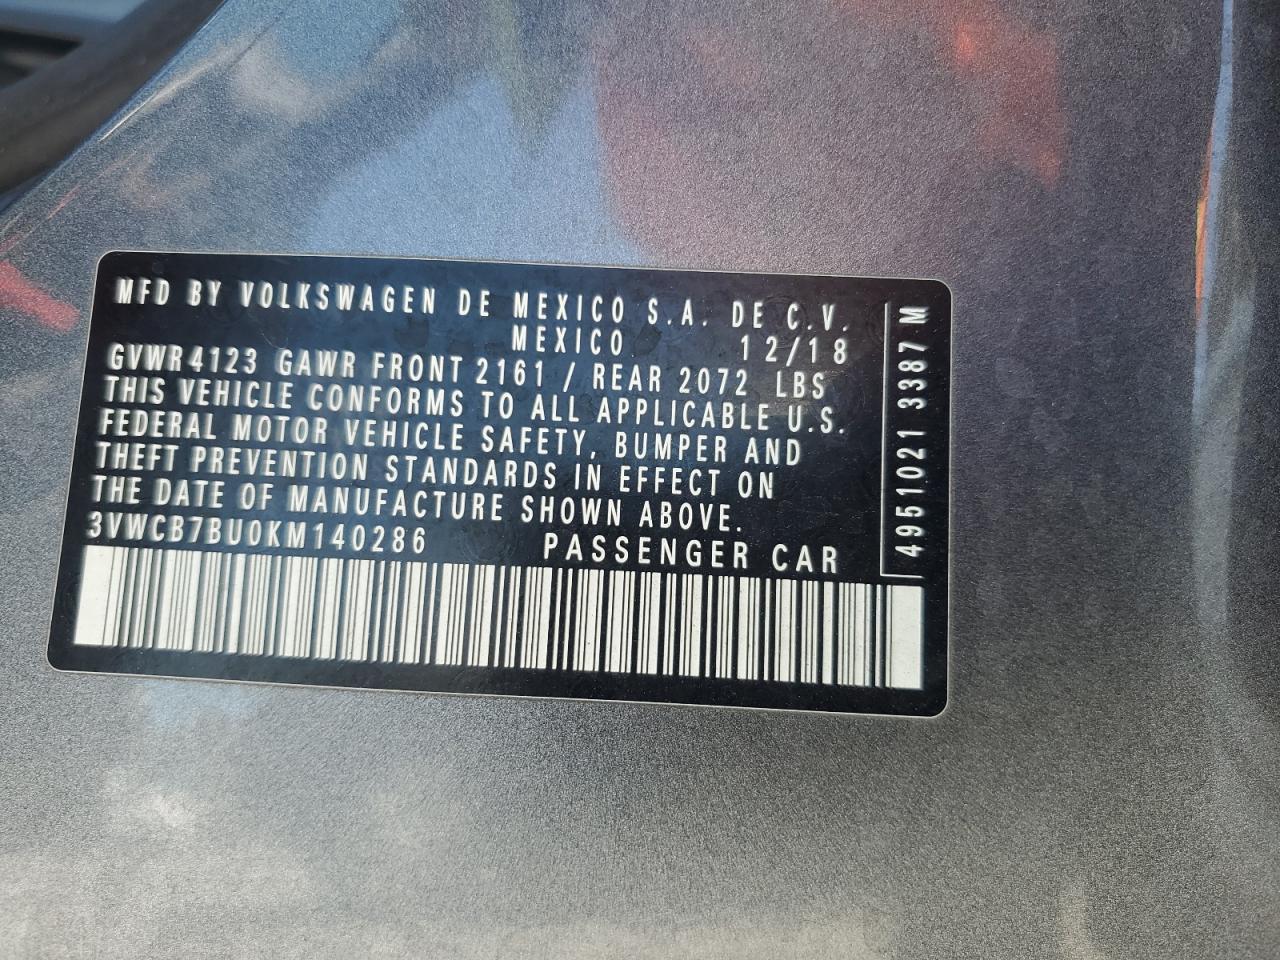 MFD BY VOLKSWAGEN DE MEXICO S.A. DE C.V.
MEXICO 12/18
GVWR 4123 GAWR FRONT 2161 / REAR 2072 LBS
THIS VEHICLE CONFORMS TO ALL APPLICABLE U.S.
FEDERAL MOTOR VEHICLE SAFETY, BUMPER AND
THEFT PREVENTION STANDARDS IN EFFECT ON
THE DATE OF MANUFACTURE SHOWN ABOVE.
3VWCB7BU0KM140286 PASSENGER CAR
4951021 3387 M